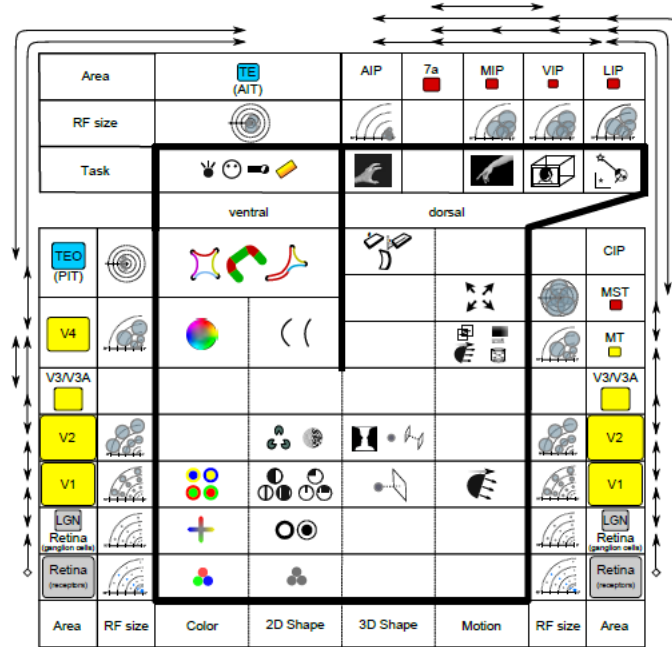 Area TE AIP 7a MIP VIP LIP
(AIT)
RF size
Task
ventral dorsal
TEO CIP
(PIT)
MST
V4 MT
V3/V3A V3/V3A
V2 V2
V1 V1
LGN LGN
Retina Retina
(ganglion cells) (ganglion cells)
Retina Retina
(receptors) (receptors)
Area RF size Color 2D Shape 3D Shape Motion RF size Area